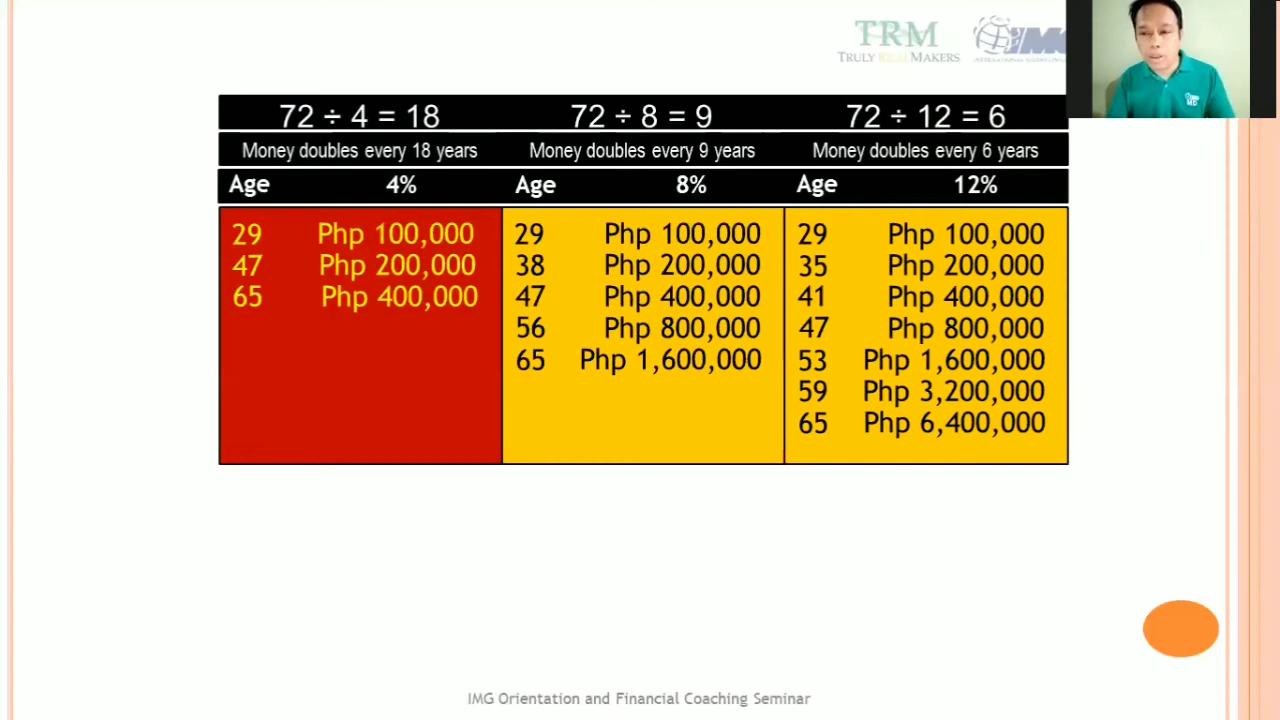 TRM
TRULY RICH MAKERS
IMG
72 ÷ 4 = 18 72 ÷ 8 = 9 72 ÷ 12 = 6
Money doubles every 18 years Money doubles every 9 years Money doubles every 6 years
Age 4% Age 8% Age 12%
29 Php 100,000 29 Php 100,000 29 Php 100,000
47 Php 200,000 38 Php 200,000 35 Php 200,000
65 Php 400,000 47 Php 400,000 41 Php 400,000
56 Php 800,000 47 Php 800,000
65 Php 1,600,000 53 Php 1,600,000
59 Php 3,200,000
65 Php 6,400,000
IMG Orientation and Financial Coaching Seminar